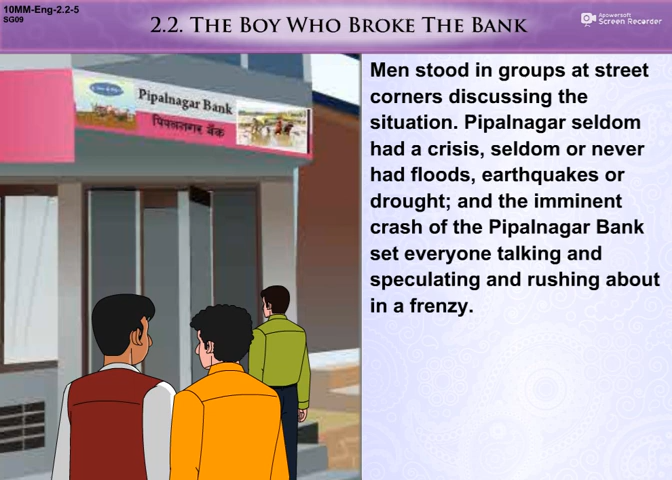 10MM-Eng-2.2-5
SG09
2.2. The Boy Who Broke The Bank
Apowersoft
Screen Recorder
Pipalnagar Bank
पिपलनगर बँक
Men stood in groups at street
corners discussing the
situation. Pipalnagar seldom
had a crisis, seldom or never
had floods, earthquakes or
drought; and the imminent
crash of the Pipalnagar Bank
set everyone talking and
speculating and rushing about
in a frenzy.